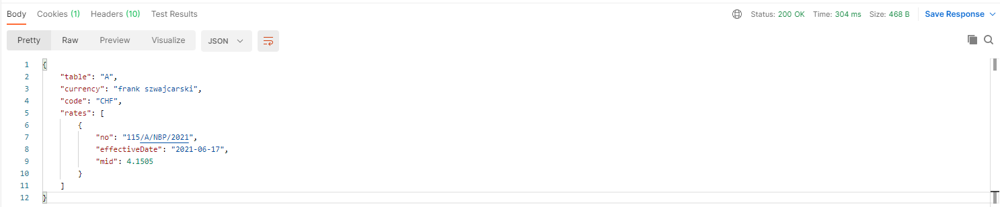 Body Cookies (1) Headers (10) Test Results Status: 200 OK Time: 304 ms Size: 468 B Save Response
Pretty Raw Preview Visualize JSON
1 {
2 "table": "A",
3 "currency": "frank szwajcarski",
4 "code": "CHF",
5 "rates": [
6 {
7 "no": "115/A/NBP/2021",
8 "effectiveDate": "2021-06-17",
9 "mid": 4.1505
10 }
11 ]
12 }